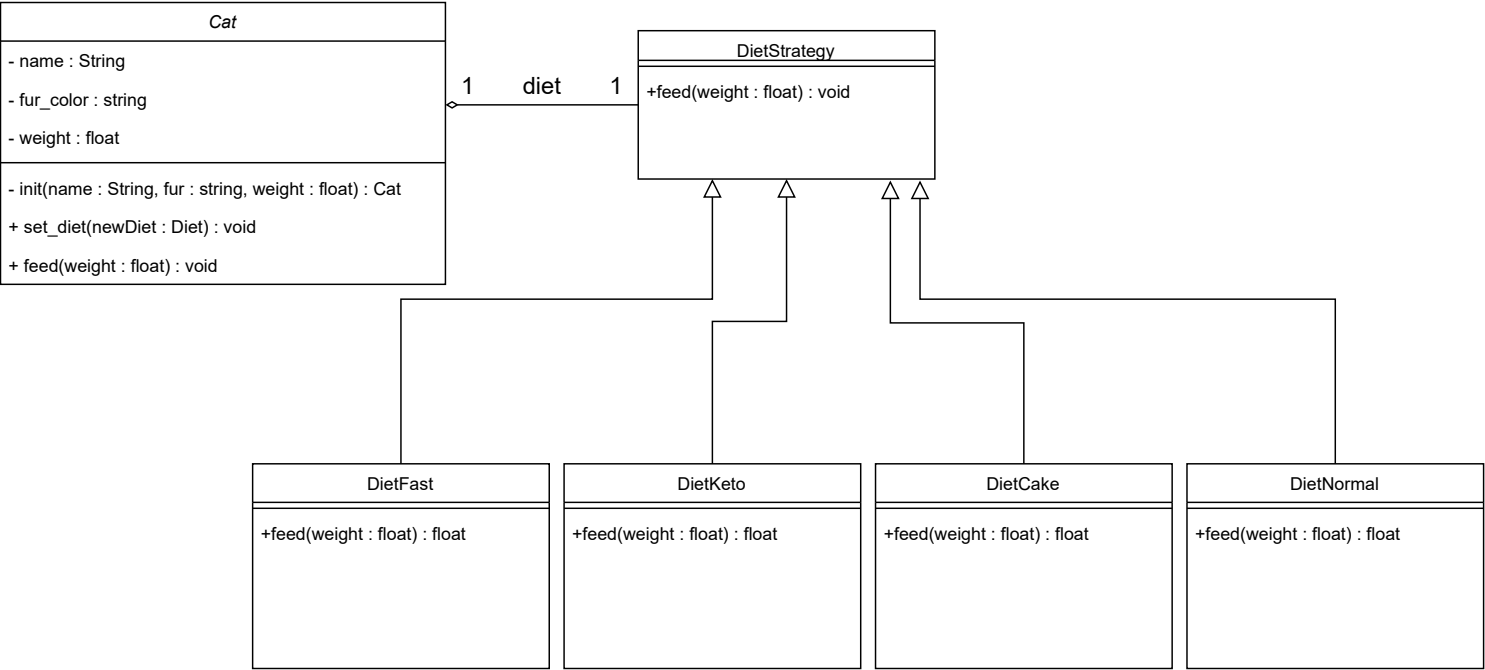 Cat
- name : String
- fur_color : string
- weight : float
- init(name : String, fur : string, weight : float) : Cat
+ set_diet(newDiet : Diet) : void
+ feed(weight : float) : void
1 diet 1
DietStrategy
+feed(weight : float) : void
DietFast
+feed(weight : float) : float
DietKeto
+feed(weight : float) : float
DietCake
+feed(weight : float) : float
DietNormal
+feed(weight : float) : float